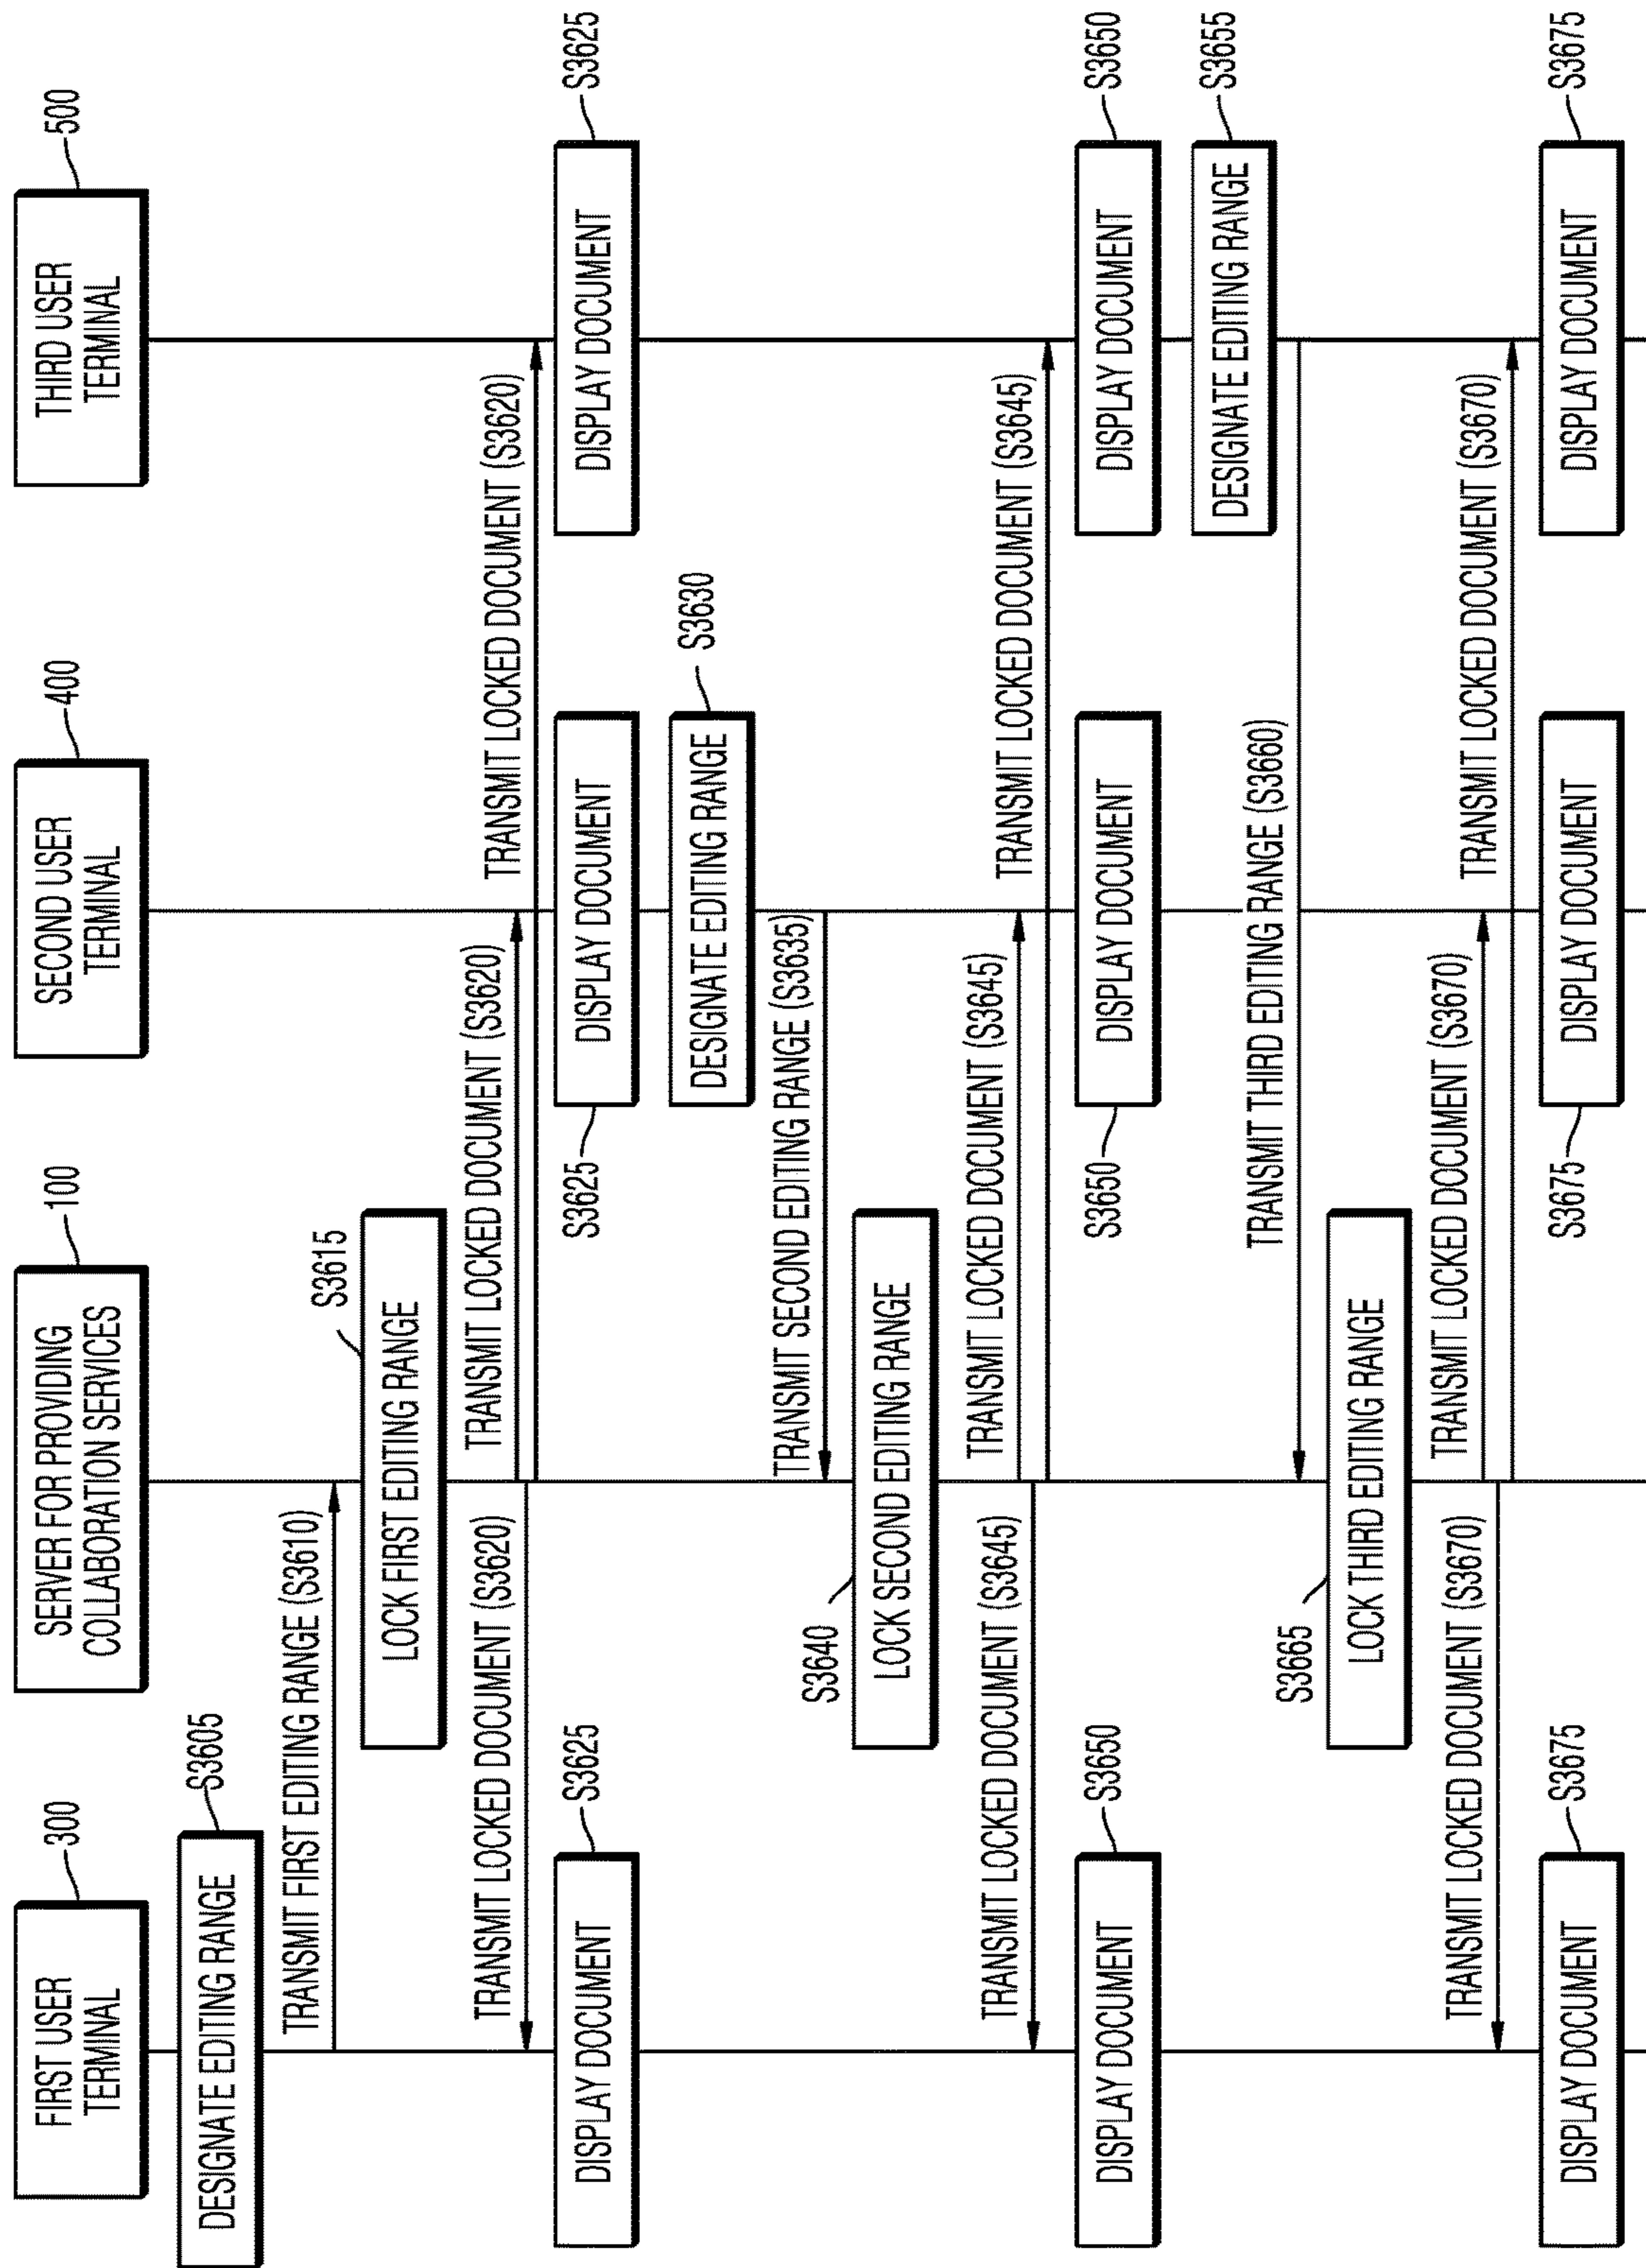 FIRST USER
TERMINAL
300
SERVER FOR PROVIDING
COLLABORATION SERVICES
100
SECOND USER
TERMINAL
400
THIRD USER
TERMINAL
500
DESIGNATE EDITING RANGE
S3605
TRANSMIT FIRST EDITING RANGE (S3610)
LOCK FIRST EDITING RANGE
S3615
TRANSMIT LOCKED DOCUMENT (S3620)
TRANSMIT LOCKED DOCUMENT (S3620)
TRANSMIT LOCKED DOCUMENT (S3620)
DISPLAY DOCUMENT
S3625
S3625
DISPLAY DOCUMENT
DISPLAY DOCUMENT
S3625
DESIGNATE EDITING RANGE
S3630
TRANSMIT SECOND EDITING RANGE (S3635)
S3640
LOCK SECOND EDITING RANGE
TRANSMIT LOCKED DOCUMENT (S3645)
TRANSMIT LOCKED DOCUMENT (S3645)
TRANSMIT LOCKED DOCUMENT (S3645)
DISPLAY DOCUMENT
S3650
S3650
DISPLAY DOCUMENT
DISPLAY DOCUMENT
S3650
DESIGNATE EDITING RANGE
S3655
TRANSMIT THIRD EDITING RANGE (S3660)
S3665
LOCK THIRD EDITING RANGE
TRANSMIT LOCKED DOCUMENT (S3670)
TRANSMIT LOCKED DOCUMENT (S3670)
TRANSMIT LOCKED DOCUMENT (S3670)
DISPLAY DOCUMENT
S3675
S3675
DISPLAY DOCUMENT
DISPLAY DOCUMENT
S3675